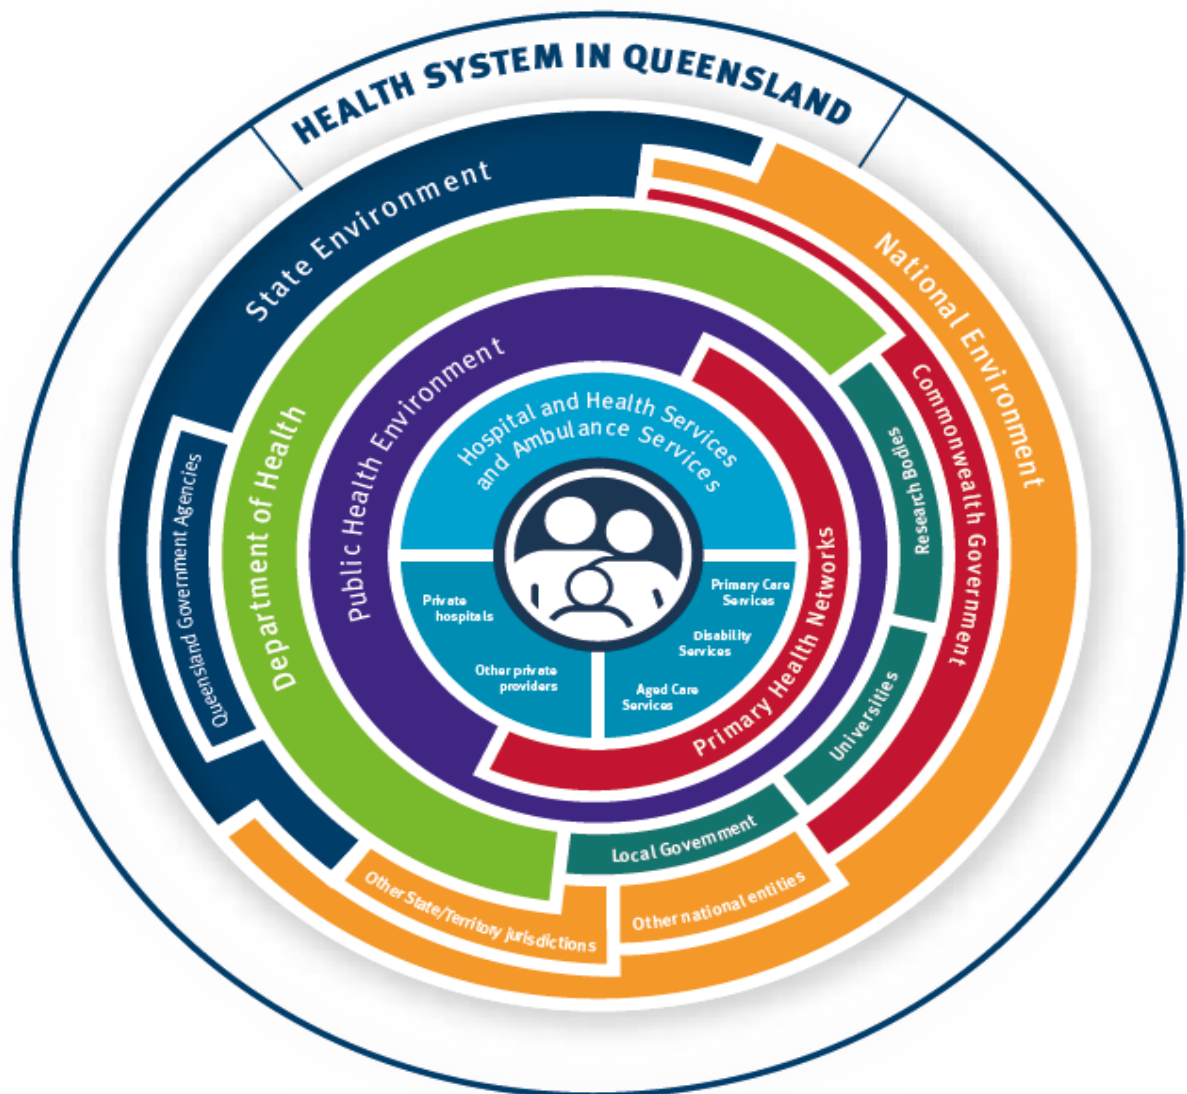 HEALTH SYSTEM IN QUEENSLAND
State Environment
National Environment
Department of Health
Public Health Environment
Hospital and Health Services
and Ambulance Services
Commonwealth Government
Research Bodies
Queensland Government Agencies
Primary Health Networks
Private
hospitals
Other private
providers
Primary Care
Services
Disability
Services
Aged Care
Services
Universities
Local Government
Other State/Territory jurisdictions
Other national entities